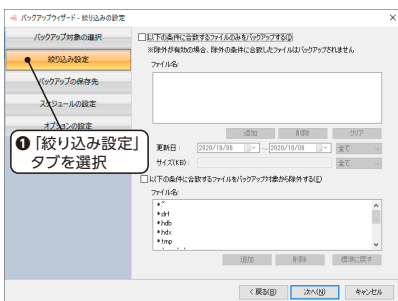 バックアップウィザード - 絞り込みの設定
バックアップ対象の選択
絞り込み設定
バックアップの保存先
スケジュールの設定
オプションの設定
❶「絞り込み設定」
タブを選択
以下の条件に合致するファイルのみをバックアップする(I)
※除外が有効の場合、除外の条件に合致したファイルはバックアップされません
ファイル名:
追加 削除 クリア
更新日: 2020/10/06 ~ 2020/10/06 全て
サイズ(KB): 全て
以下の条件に合致するファイルをバックアップ対象から除外する(E)
ファイル名:
*.~
*.drf
*.hdb
*.hdx
*.tmp
追加 削除 標準に戻す
< 戻る(B) 次へ(N) キャンセル